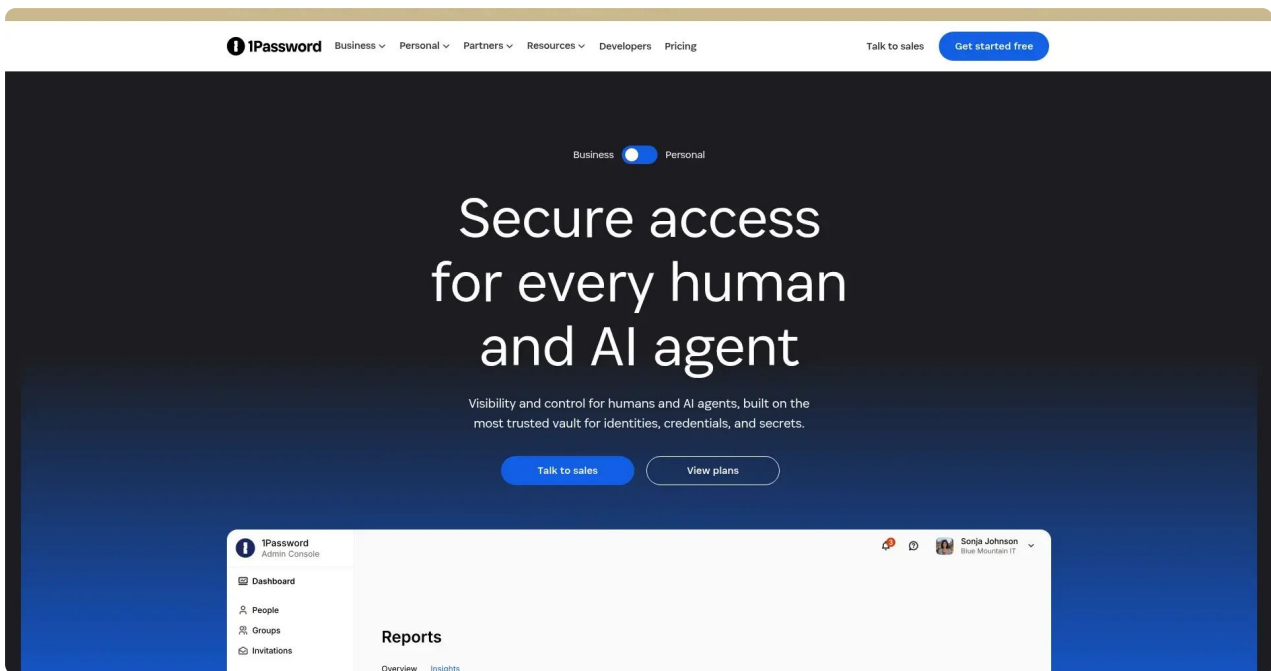 1Password
Business Personal Partners Resources Developers Pricing
Talk to sales Get started free
Business Personal
Secure access
for every human
and AI agent
Visibility and control for humans and AI agents, built on the
most trusted vault for identities, credentials, and secrets.
Talk to sales View plans
1Password
Admin Console
3
Sonja Johnson
Blue Mountain IT
Dashboard
People
Groups
Invitations
Reports
Overview Insights